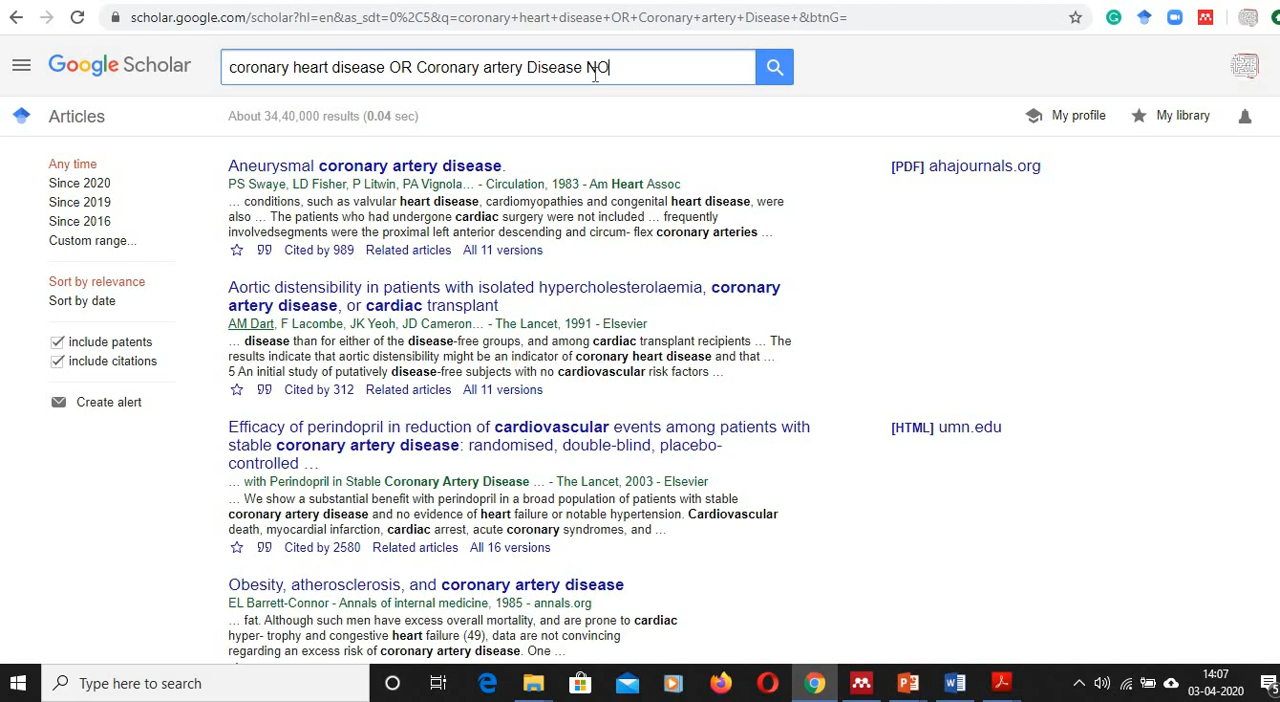 scholar.google.com/scholar?hl=en&as_sdt=0%2C5&q=coronary+heart+disease+OR+Coronary+artery+Disease+&btnG=
Google Scholar
coronary heart disease OR Coronary artery Disease NO
Articles
About 34,40,000 results (0.04 sec)
My profile
My library
Any time
Since 2020
Since 2019
Since 2016
Custom range...
Sort by relevance
Sort by date
include patents
include citations
Create alert
Aneurysmal coronary artery disease.
[PDF] ahajournals.org
PS Swaye, LD Fisher, P Litwin, PA Vignola… - Circulation, 1983 - Am Heart Assoc
… conditions, such as valvular heart disease, cardiomyopathies and congenital heart disease, were
also … The patients who had undergone cardiac surgery were not included … frequently
involvedsegments were the proximal left anterior descending and circum- flex coronary arteries …
Cited by 989 Related articles All 11 versions
Aortic distensibility in patients with isolated hypercholesterolaemia, coronary
artery disease, or cardiac transplant
AM Dart, F Lacombe, JK Yeoh, JD Cameron… - The Lancet, 1991 - Elsevier
… disease than for either of the disease-free groups, and among cardiac transplant recipients … The
results indicate that aortic distensibility might be an indicator of coronary heart disease and that …
5 An initial study of putatively disease-free subjects with no cardiovascular risk factors …
Cited by 312 Related articles All 11 versions
Efficacy of perindopril in reduction of cardiovascular events among patients with
stable coronary artery disease: randomised, double-blind, placebo-
controlled …
[HTML] umn.edu
… with Perindopril in Stable Coronary Artery Disease … - The Lancet, 2003 - Elsevier
… We show a substantial benefit with perindopril in a broad population of patients with stable
coronary artery disease and no evidence of heart failure or notable hypertension. Cardiovascular
death, myocardial infarction, cardiac arrest, acute coronary syndromes, and …
Cited by 2580 Related articles All 16 versions
Obesity, atherosclerosis, and coronary artery disease
EL Barrett-Connor - Annals of internal medicine, 1985 - annals.org
… fat. Although such men have excess overall mortality, and are prone to cardiac
hyper- trophy and congestive heart failure (49), data are not convincing
regarding an excess risk of coronary artery disease. One …
Type here to search
14:07
03-04-2020